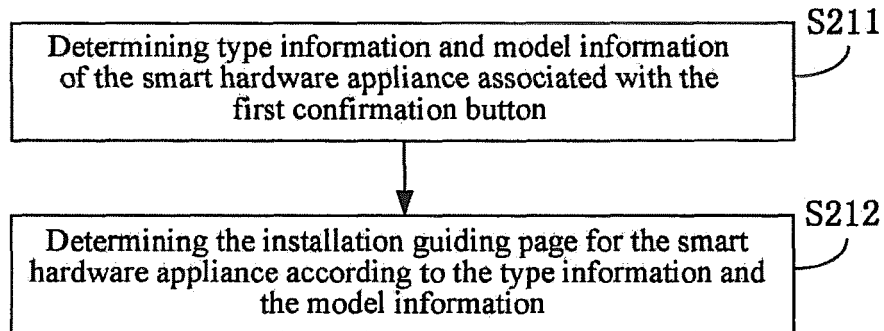 S211
Determining type information and model information
of the smart hardware appliance associated with the
first confirmation button
S212
Determining the installation guiding page for the smart
hardware appliance according to the type information and
the model information